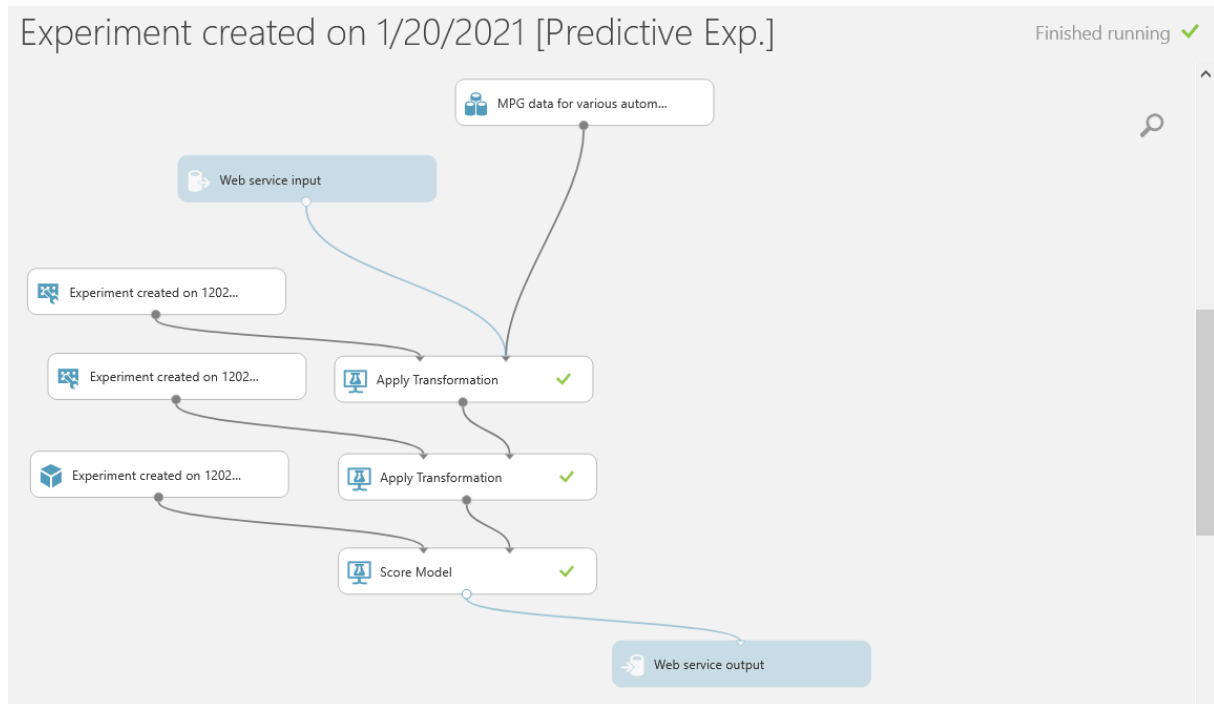 Experiment created on 1/20/2021 [Predictive Exp.]
Finished running
MPG data for various autom...
Web service input
Experiment created on 1202...
Experiment created on 1202...
Apply Transformation
Experiment created on 1202...
Apply Transformation
Score Model
Web service output